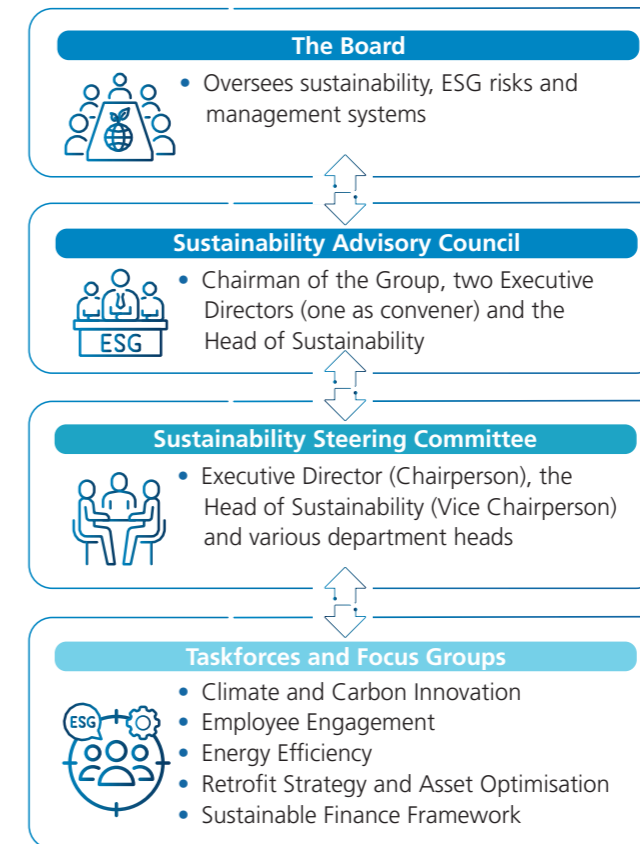 The Board
• Oversees sustainability, ESG risks and
management systems
Sustainability Advisory Council
ESG
• Chairman of the Group, two Executive
Directors (one as convener) and the
Head of Sustainability
Sustainability Steering Committee
• Executive Director (Chairperson), the
Head of Sustainability (Vice Chairperson)
and various department heads
Taskforces and Focus Groups
ESG
• Climate and Carbon Innovation
• Employee Engagement
• Energy Efficiency
• Retrofit Strategy and Asset Optimisation
• Sustainable Finance Framework